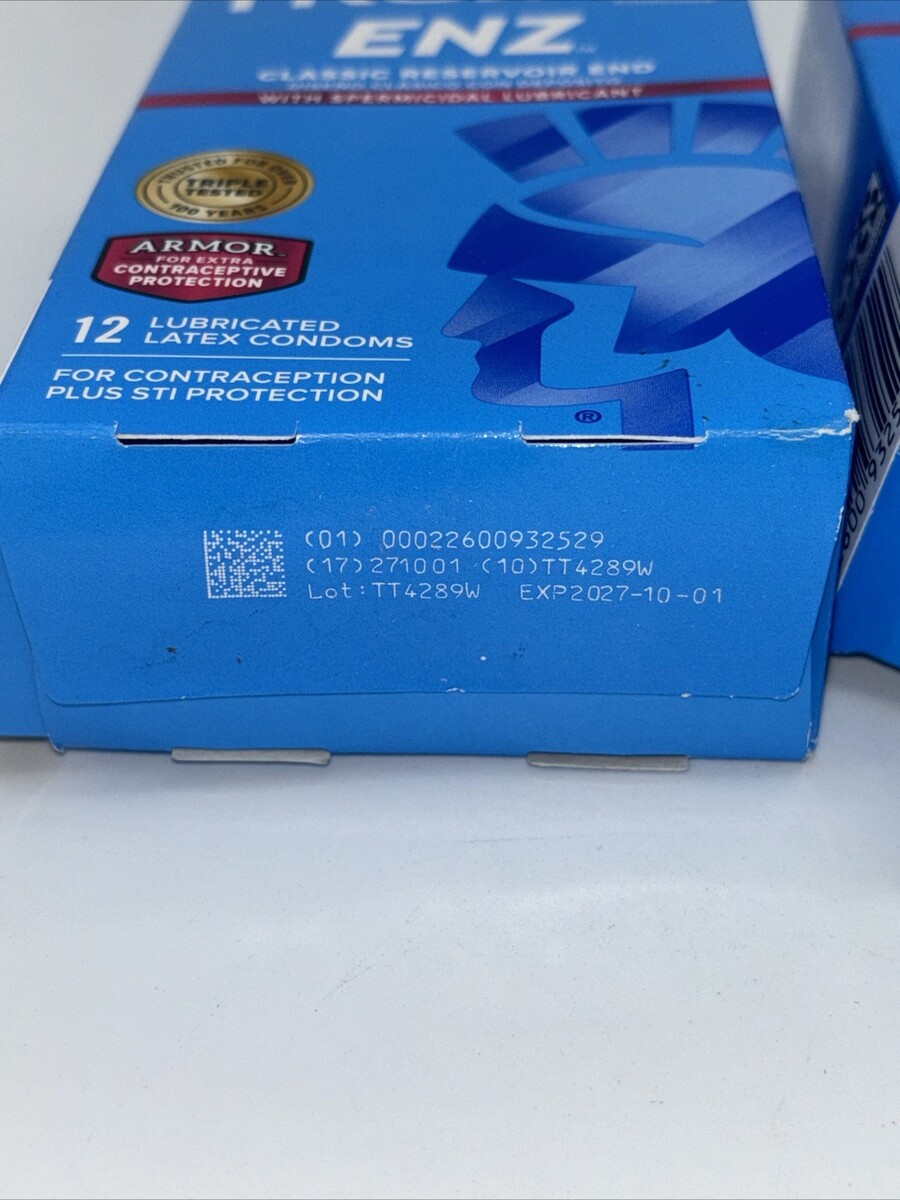 ENZ
CLASSIC RESERVOIR END
WITH SPERMICIDAL LUBRICANT
TRUSTED FOR OVER
TRIPLE
TESTED
100 YEARS
ARMOR
FOR EXTRA
CONTRACEPTIVE
PROTECTION
12 LUBRICATED
LATEX CONDOMS
FOR CONTRACEPTION
PLUS STI PROTECTION
®
(01) 00022600932529
(17)271001 (10)TT4289W
Lot:TT4289W EXP2027-10-01